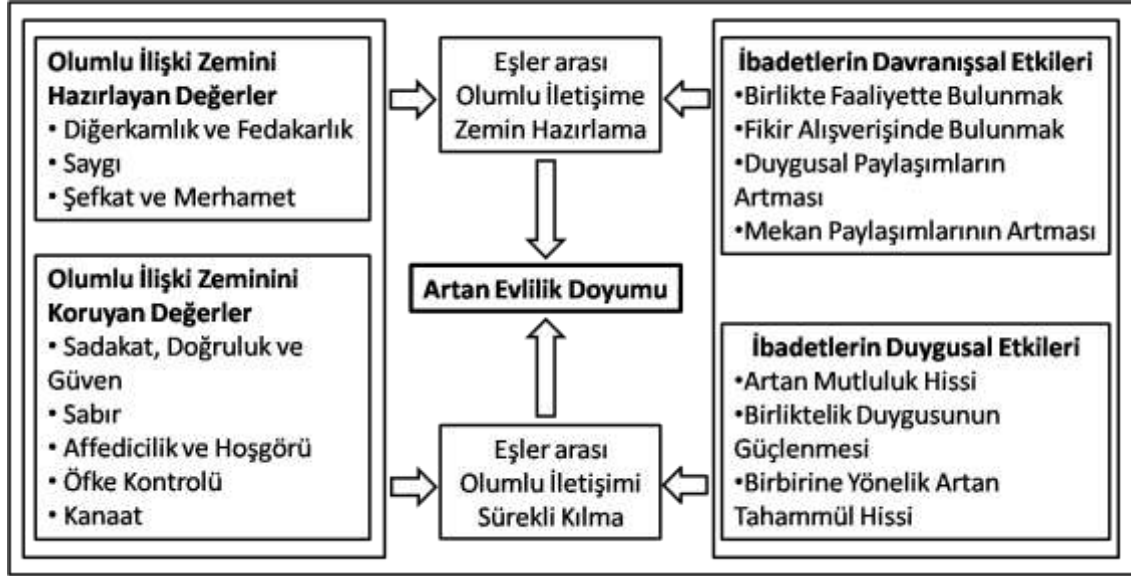 Olumlu İlişki Zemini
Hazırlayan Değerler
• Diğerkamlık ve Fedakarlık
• Saygı
• Şefkat ve Merhamet
Olumlu İlişki Zeminini
Koruyan Değerler
• Sadakat, Doğruluk ve
Güven
• Sabır
• Affedicilik ve Hoşgörü
• Öfke Kontrolü
• Kanaat
Eşler arası
Olumlu İletişime
Zemin Hazırlama
Artan Evlilik Doyumu
Eşler arası
Olumlu İletişimi
Sürekli Kılma
İbadetlerin Davranışsal Etkileri
•Birlikte Faaliyette Bulunmak
•Fikir Alışverişinde Bulunmak
•Duygusal Paylaşımların
Artması
•Mekan Paylaşımlarının Artması
İbadetlerin Duygusal Etkileri
•Artan Mutluluk Hissi
•Birliktelik Duygusunun
Güçlenmesi
•Birbirine Yönelik Artan
Tahammül Hissi